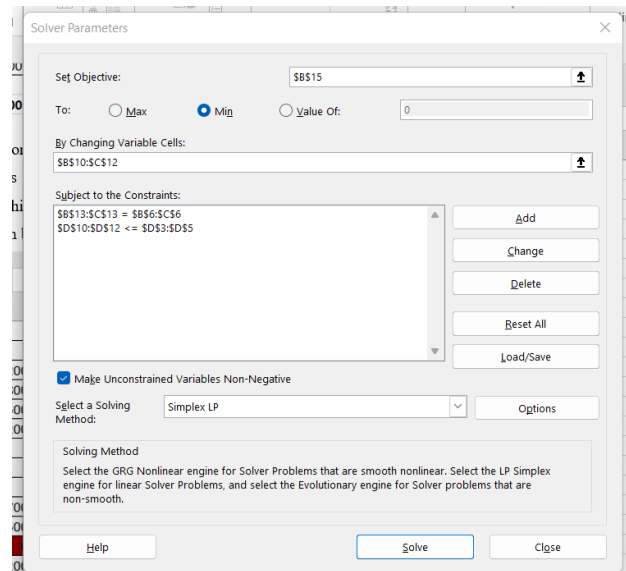 Solver Parameters
Set Objective:
$B$15
To:
Max
Min
Value Of:
0
By Changing Variable Cells:
$B$10:$C$12
Subject to the Constraints:
$B$13:$C$13 = $B$6:$C$6
$D$10:$D$12 <= $D$3:$D$5
Add
Change
Delete
Reset All
Load/Save
Make Unconstrained Variables Non-Negative
Select a Solving
Method:
Simplex LP
Options
Solving Method
Select the GRG Nonlinear engine for Solver Problems that are smooth nonlinear. Select the LP Simplex
engine for linear Solver Problems, and select the Evolutionary engine for Solver problems that are
non-smooth.
Help
Solve
Close